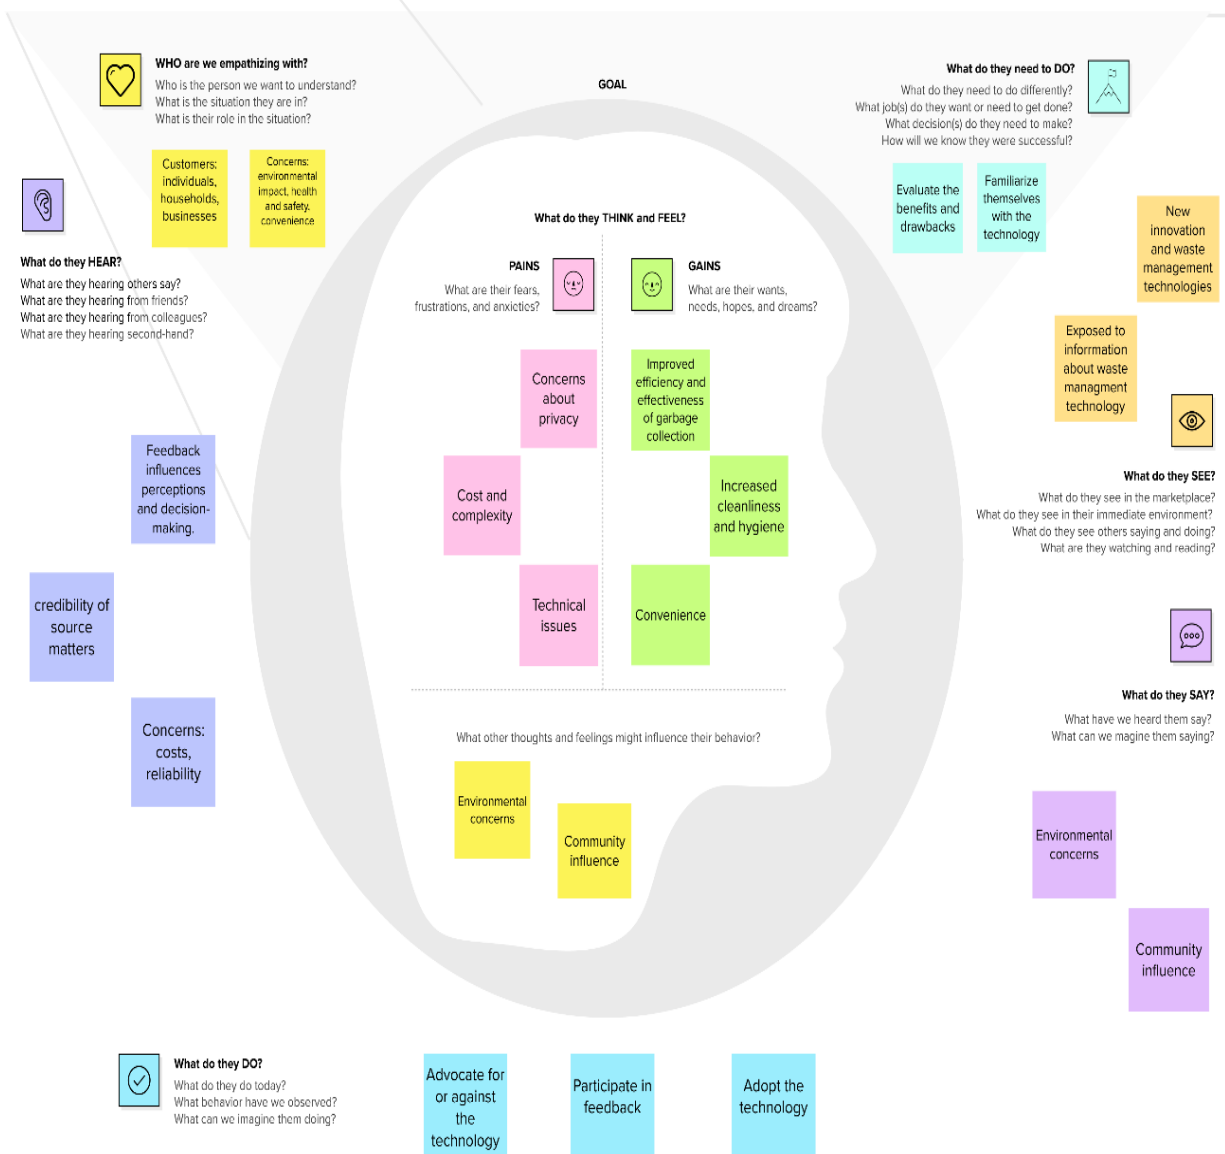 WHO are we empathizing with?
Who is the person we want to understand?
What is the situation they are in?
What is their role in the situation?
Customers:
individuals,
households,
businesses
Concerns:
environmental
impact, health
and safety.
convenience
GOAL
What do they need to DO?
What do they need to do differently?
What job(s) do they want or need to get done?
What decision(s) do they need to make?
How will we know they were successful?
Evaluate the
benefits and
drawbacks
Familiarize
themselves
with the
technology
What do they HEAR?
What are they hearing others say?
What are they hearing from friends?
What are they hearing from colleagues?
What are they hearing second-hand?
Feedback
influences
perceptions
and decision-
making.
credibility of
source
matters
Concerns:
costs,
reliability
What do they THINK and FEEL?
PAINS
What are their fears,
frustrations, and anxieties?
Concerns
about
privacy
Cost and
complexity
Technical
issues
GAINS
What are their wants,
needs, hopes, and dreams?
Improved
efficiency and
effectiveness
of garbage
collection
Increased
cleanliness
and hygiene
Convenience
What other thoughts and feelings might influence their behavior?
Environmental
concerns
Community
influence
New
innovation
and waste
management
technologies
Exposed to
inforrmation
about waste
managment
technology
What do they SEE?
What do they see in the marketplace?
What do they see in their immediate environment?
What do they see others saying and doing?
What are they watching and reading?
What do they SAY?
What have we heard them say?
What can we magine them saying?
Environmental
concerns
Community
influence
What do they DO?
What do they do today?
What behavior have we observed?
What can we imagine them doing?
Advocate for
or against
the
technology
Participate in
feedback
Adopt the
technology